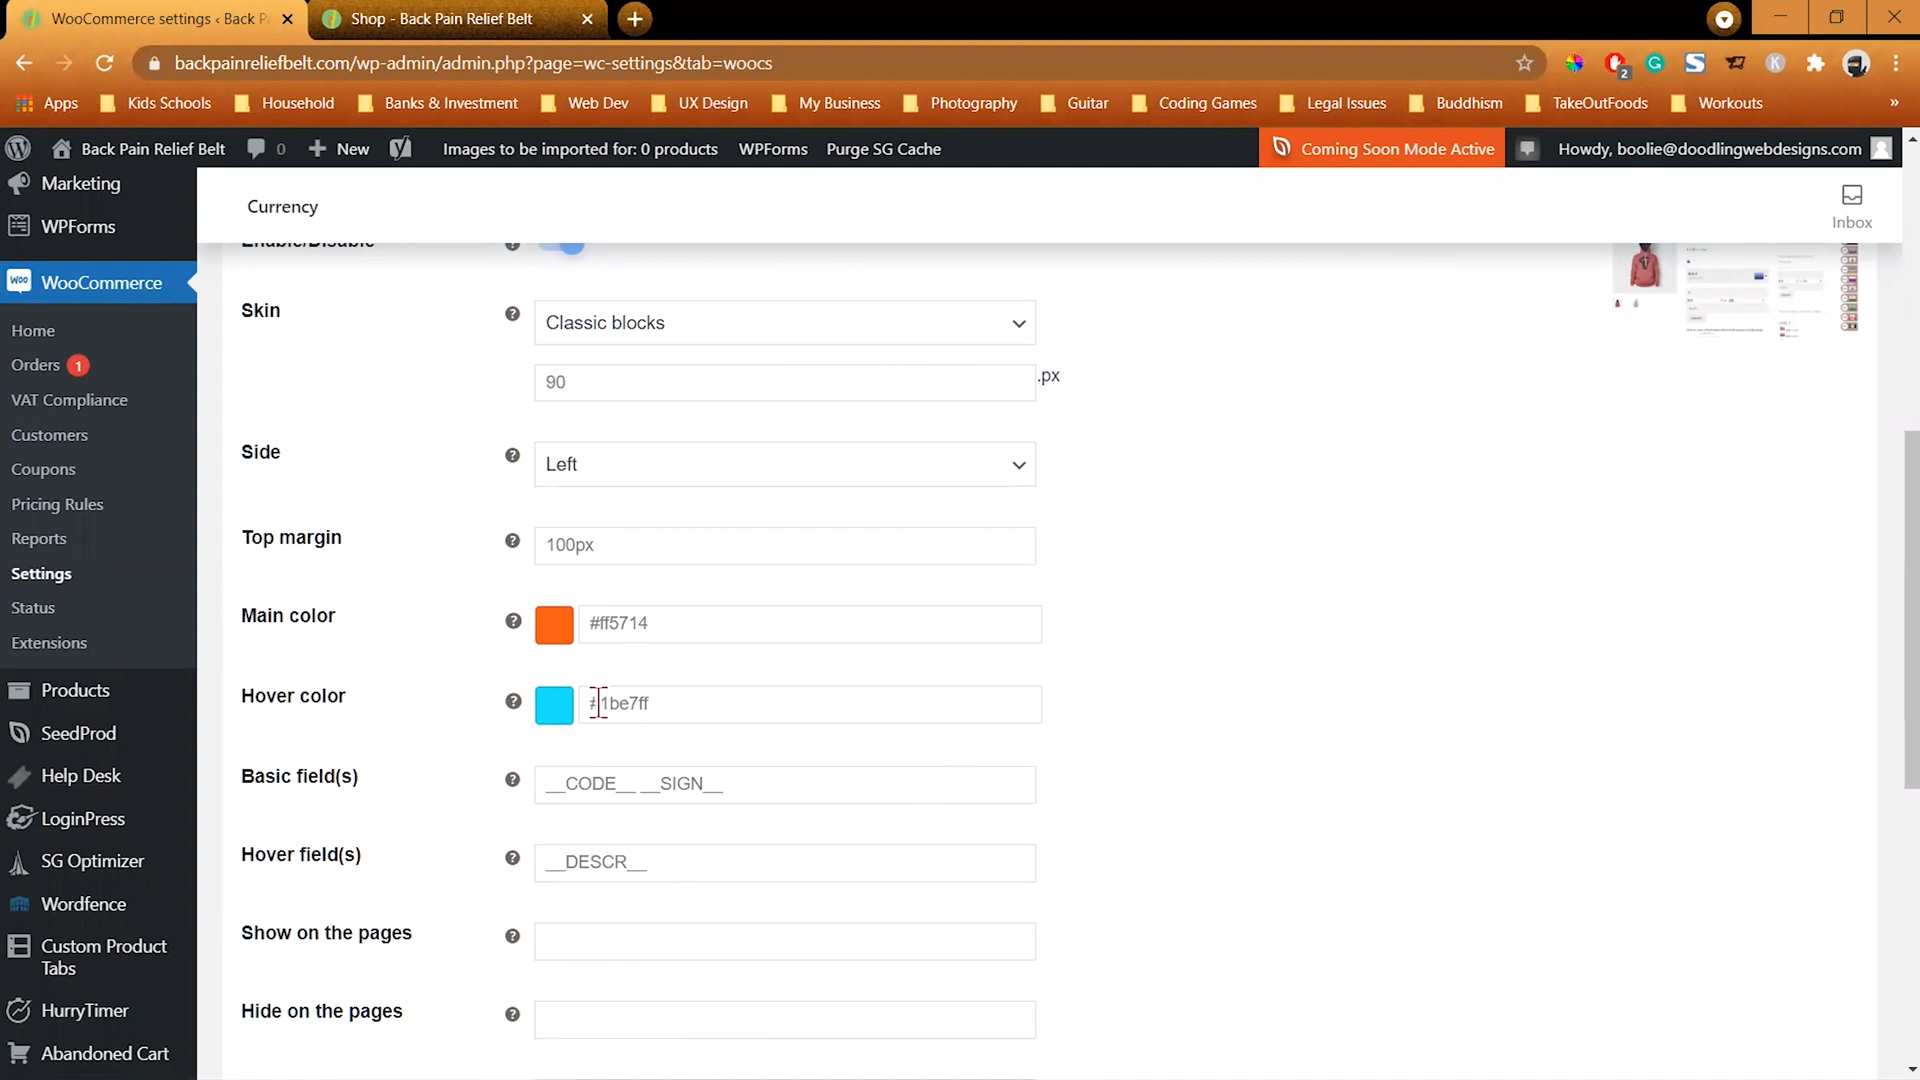 WooCommerce settings ‹ Back P
Shop - Back Pain Relief Belt
backpainreliefbelt.com/wp-admin/admin.php?page=wc-settings&tab=woocs
2
Apps
Kids Schools
Household
Banks & Investment
Web Dev
UX Design
My Business
Photography
Guitar
Coding Games
Legal Issues
Buddhism
TakeOutFoods
Workouts
»
Back Pain Relief Belt
0
New
Images to be imported for: 0 products
WPForms
Purge SG Cache
Coming Soon Mode Active
Howdy, boolie@doodlingwebdesigns.com
Marketing
WPForms
WooCommerce
Home
Orders 1
VAT Compliance
Customers
Coupons
Pricing Rules
Reports
Settings
Status
Extensions
Products
SeedProd
Help Desk
LoginPress
SG Optimizer
Wordfence
Custom Product
Tabs
HurryTimer
Abandoned Cart
Currency
Inbox
Enable/Disable
Skin
Classic blocks
90
.px
Side
Left
Top margin
100px
Main color
#ff5714
Hover color
#1be7ff
Basic field(s)
__CODE__ __SIGN__
Hover field(s)
__DESCR__
Show on the pages
Hide on the pages